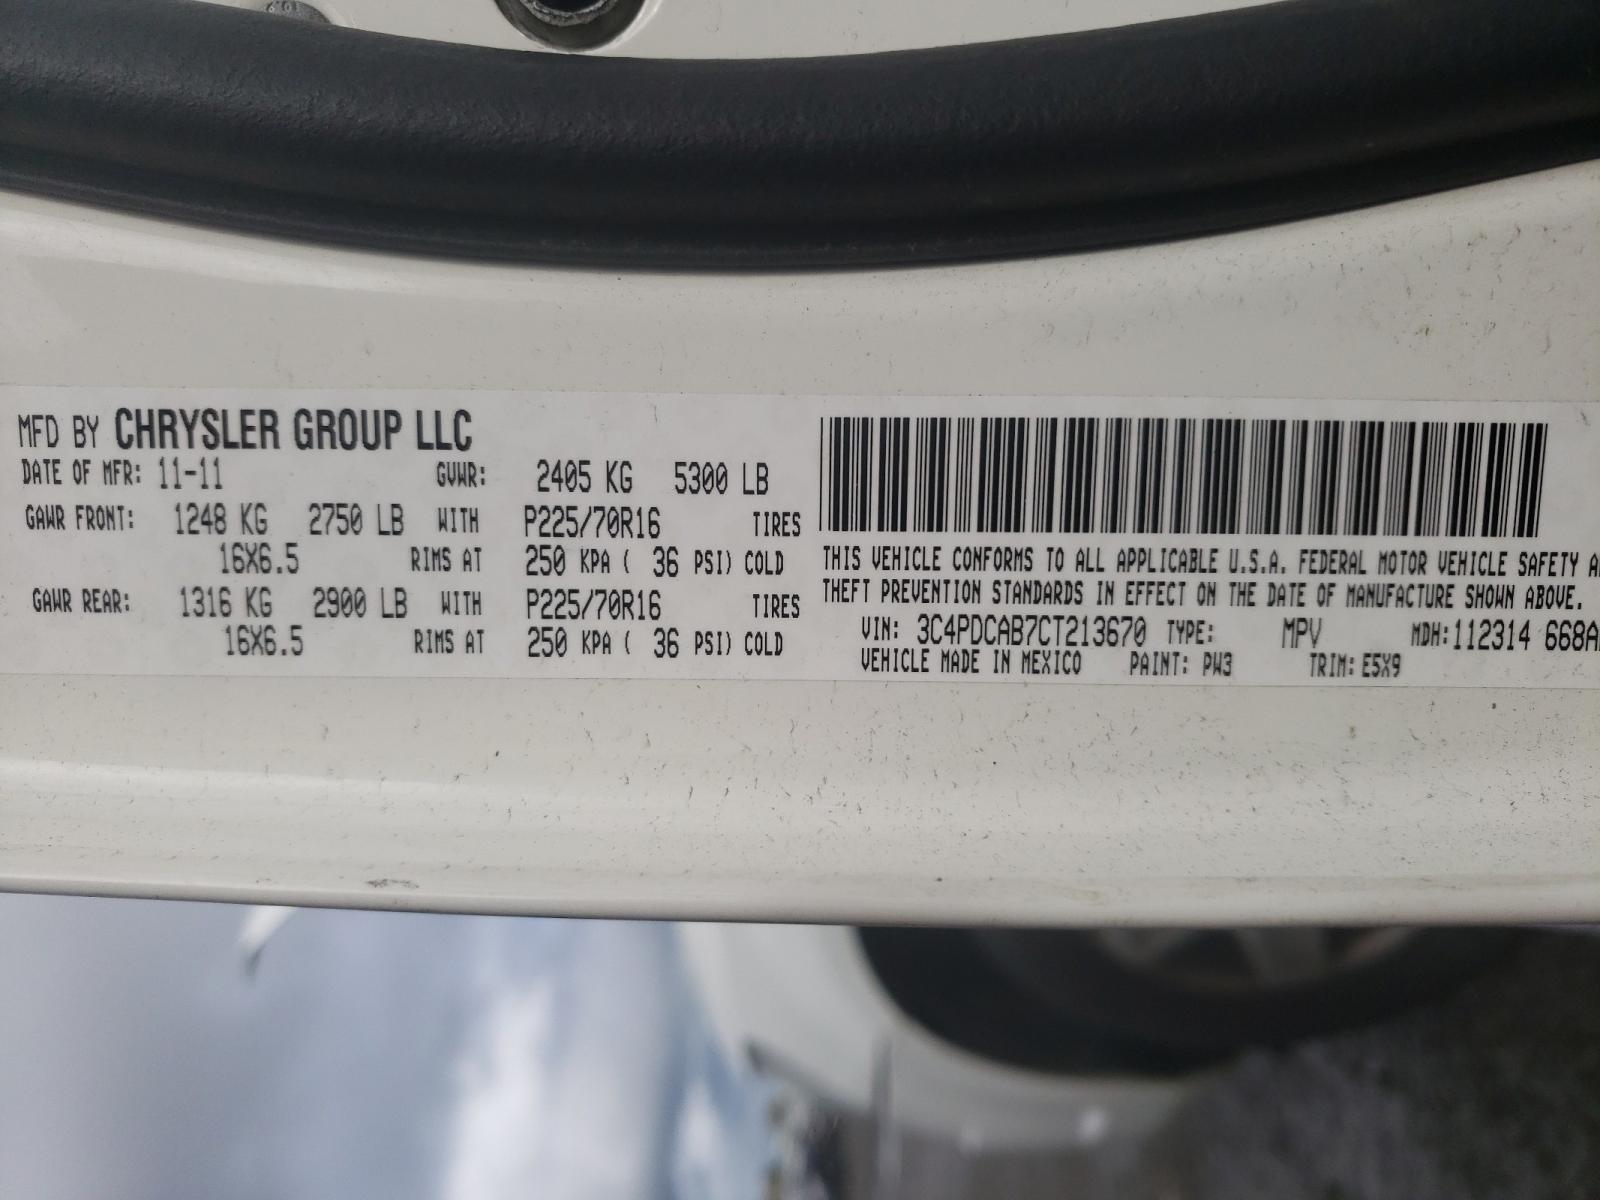 MFD BY CHRYSLER GROUP LLC
DATE OF MFR: 11-11 GVWR: 2405 KG 5300 LB
GAWR FRONT: 1248 KG 2750 LB WITH P225/70R16 TIRES
16X6.5 RIMS AT 250 KPA ( 36 PSI) COLD
GAWR REAR: 1316 KG 2900 LB WITH P225/70R16 TIRES
16X6.5 RIMS AT 250 KPA ( 36 PSI) COLD
THIS VEHICLE CONFORMS TO ALL APPLICABLE U.S.A. FEDERAL MOTOR VEHICLE SAFETY
THEFT PREVENTION STANDARDS IN EFFECT ON THE DATE OF MANUFACTURE SHOWN ABOVE.
VIN: 3C4PDCAB7CT213670 TYPE: MPV MDH:112314 668A
VEHICLE MADE IN MEXICO PAINT: PW3 TRIM: E5X9